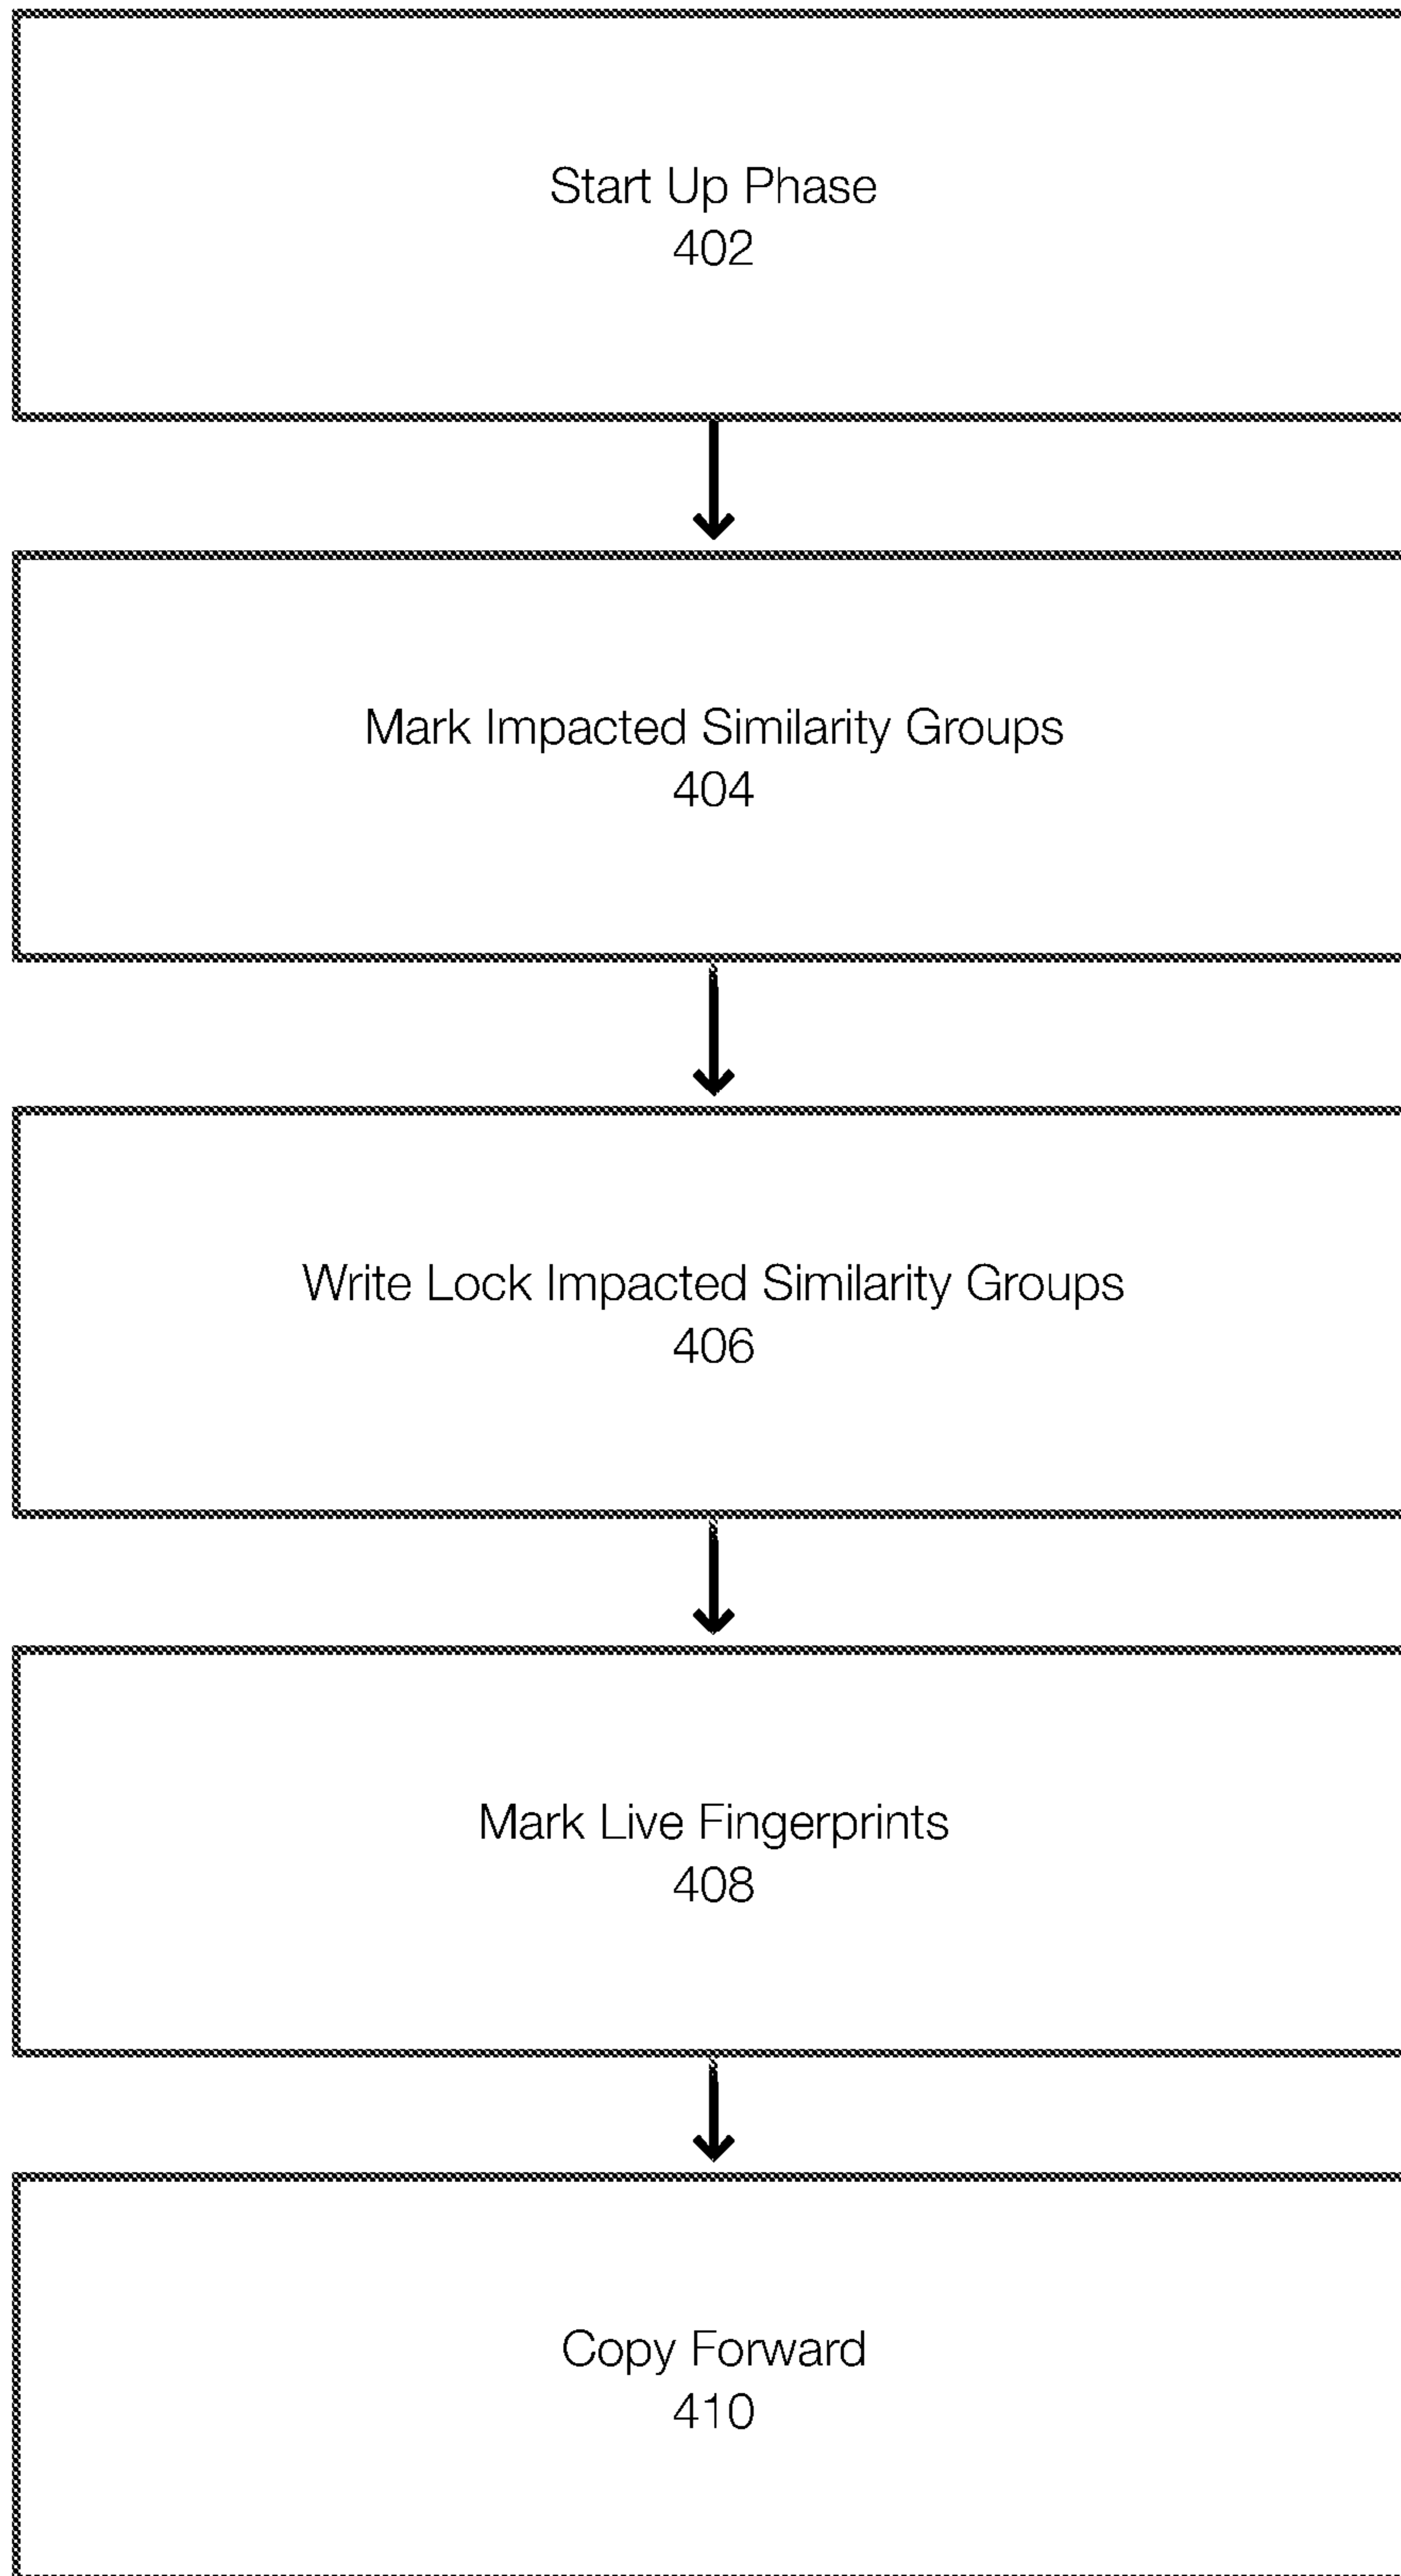 Start Up Phase
402
Mark Impacted Similarity Groups
404
Write Lock Impacted Similarity Groups
406
Mark Live Fingerprints
408
Copy Forward
410